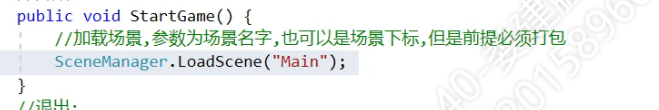 public void StartGame() {
//加载场景,参数为场景名字,也可以是场景下标,但是前提必须打包
SceneManager.LoadScene("Main");
}
//退出: